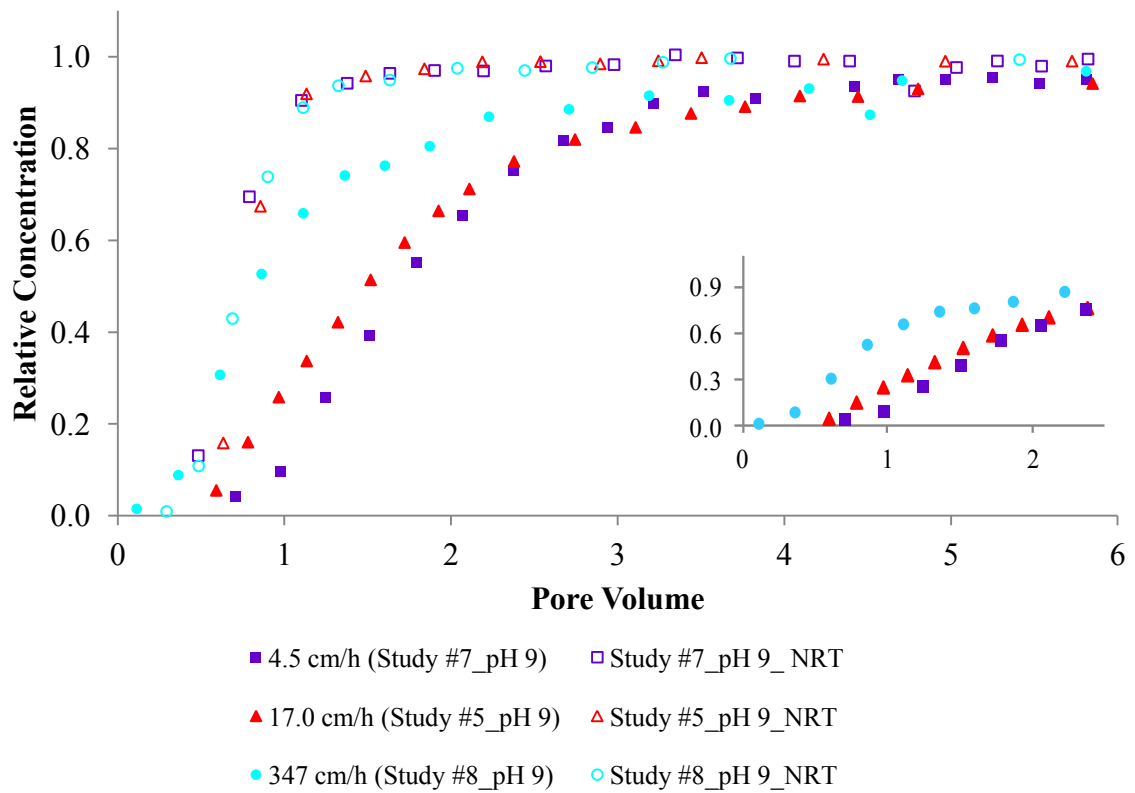 1.0
0.8
0.6
0.4
0.2
0.0
Relative Concentration
0 1 2 3 4 5 6
Pore Volume
0.9
0.6
0.3
0.0
0 1 2
4.5 cm/h (Study #7_pH 9) Study #7_pH 9_ NRT
17.0 cm/h (Study #5_pH 9) Study #5_pH 9_NRT
347 cm/h (Study #8_pH 9) Study #8_pH 9_NRT